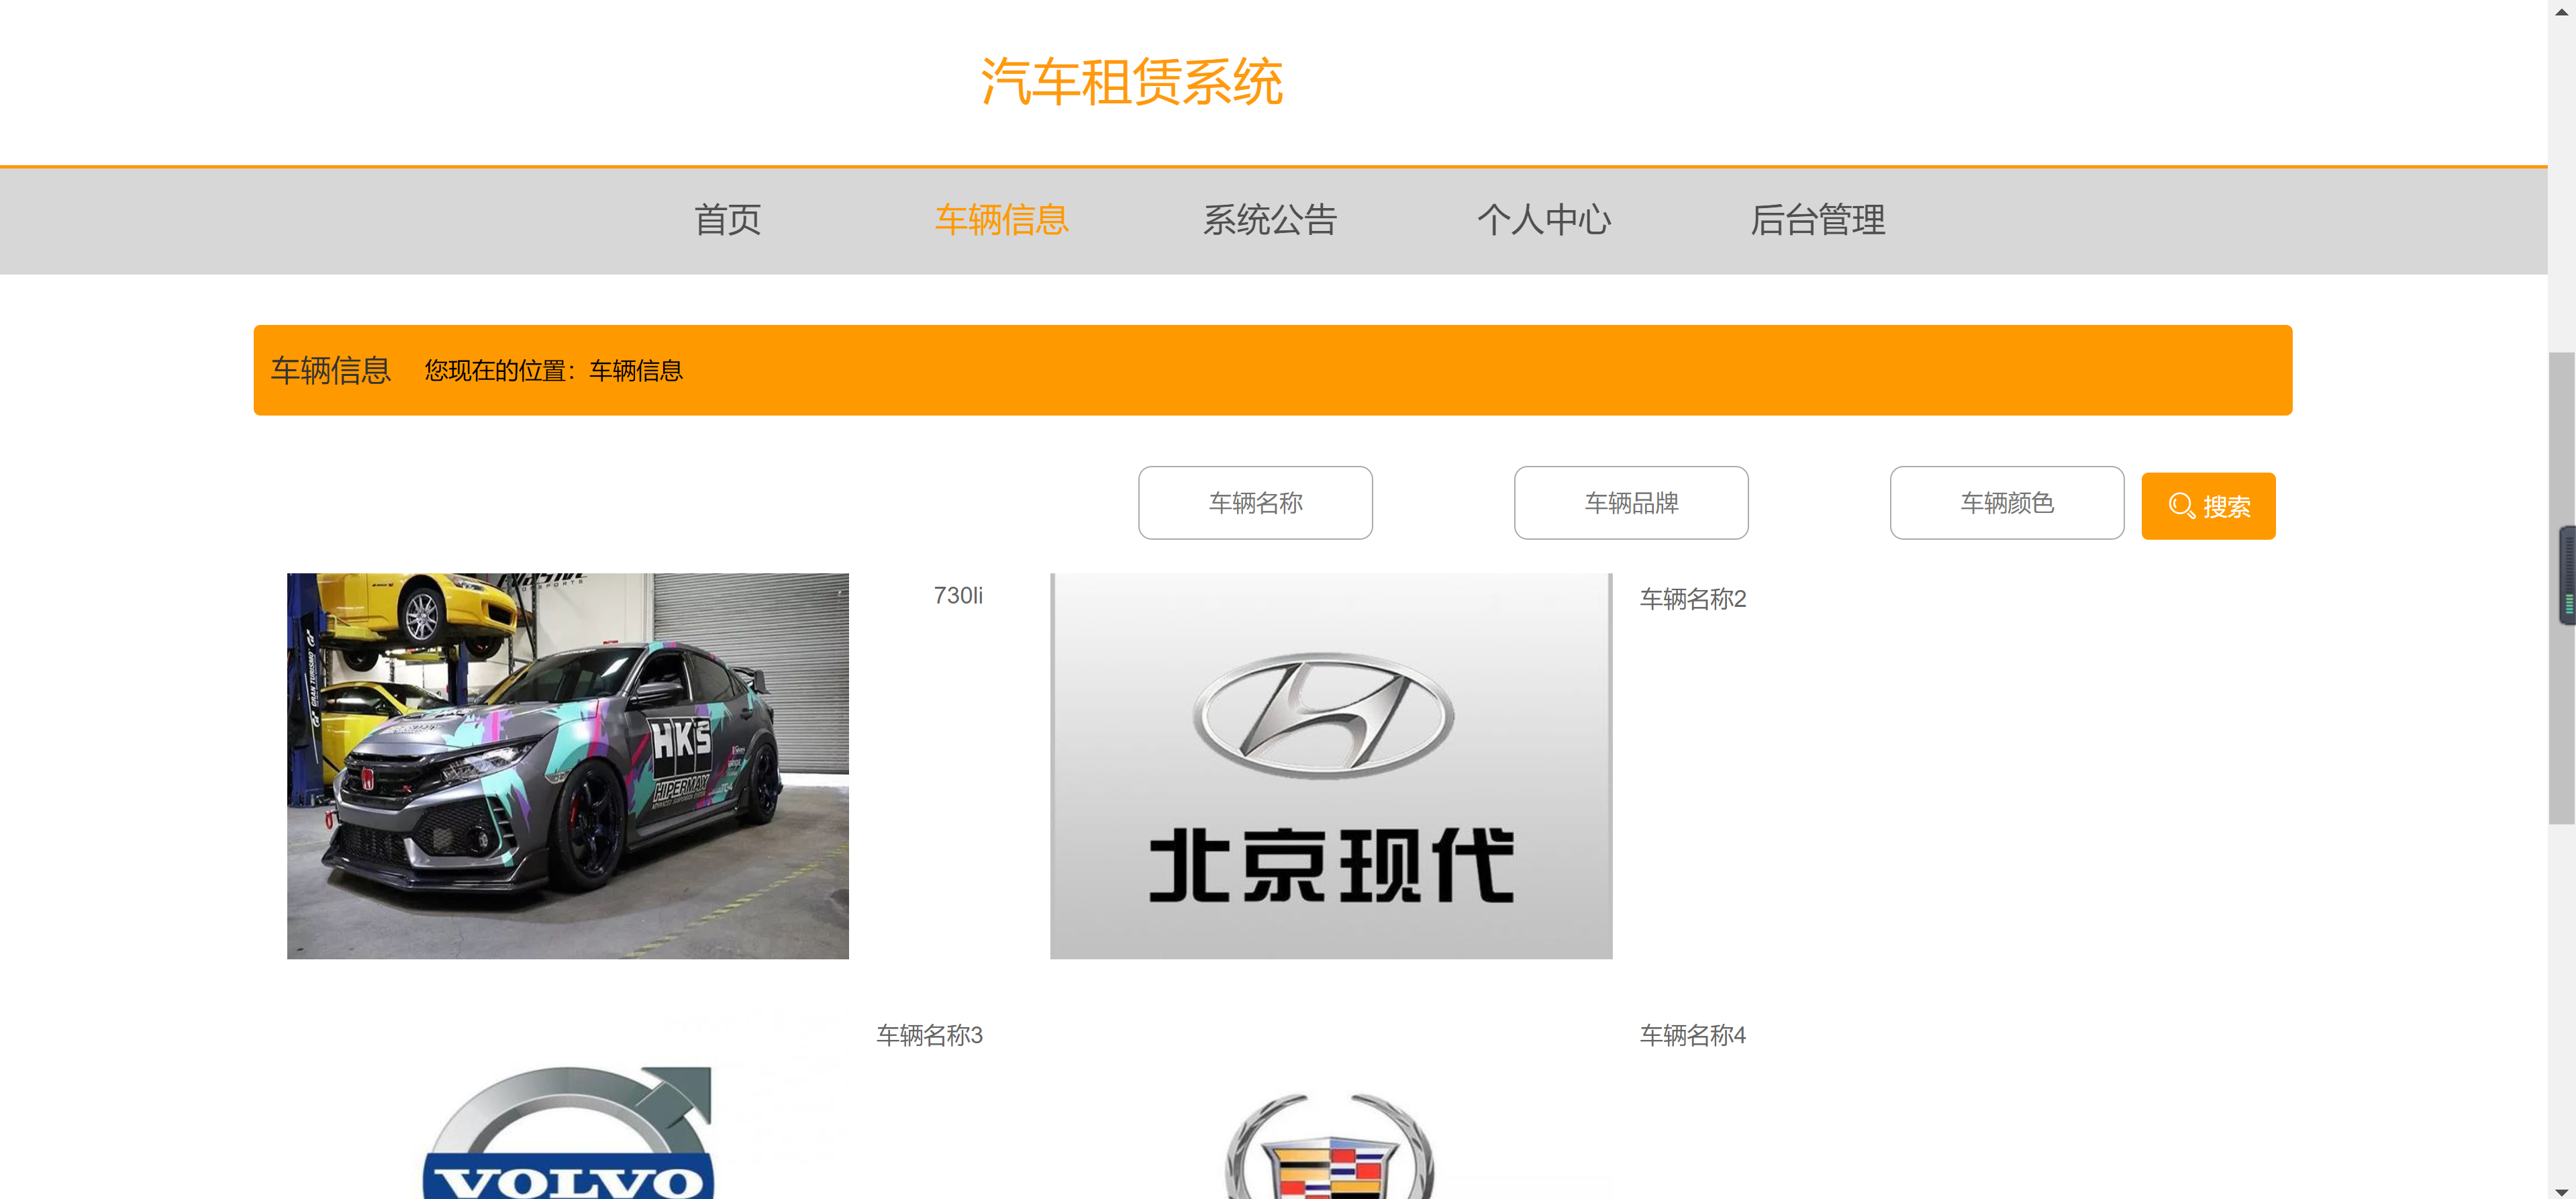 汽车租赁系统
首页 车辆信息 系统公告 个人中心 后台管理
车辆信息 您现在的位置：车辆信息
车辆名称 车辆品牌 车辆颜色 搜索
730li
车辆名称2
HKS
HIPERMAX
GRAN TURISMO
北京现代
车辆名称3
车辆名称4
VOLVO